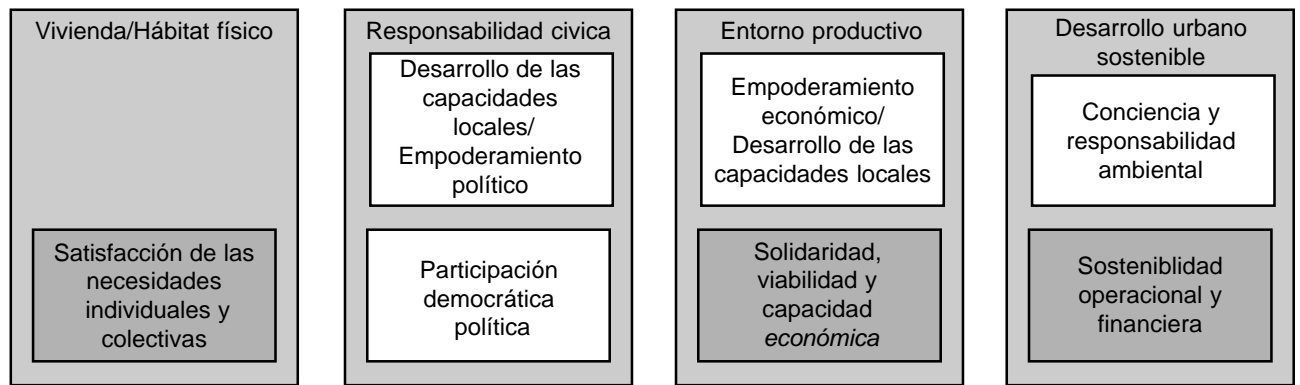 Vivienda/Hábitat físico
Satisfacción de las
necesidades
individuales y
colectivas
Responsabilidad civica
Desarrollo de las
capacidades
locales/
Empoderamiento
político
Participación
democrática
política
Entorno productivo
Empoderamiento
económico/
Desarrollo de las
capacidades locales
Solidaridad,
viabilidad y
capacidad
económica
Desarrollo urbano
sostenible
Conciencia y
responsabilidad
ambiental
Sosteniblidad
operacional y
financiera